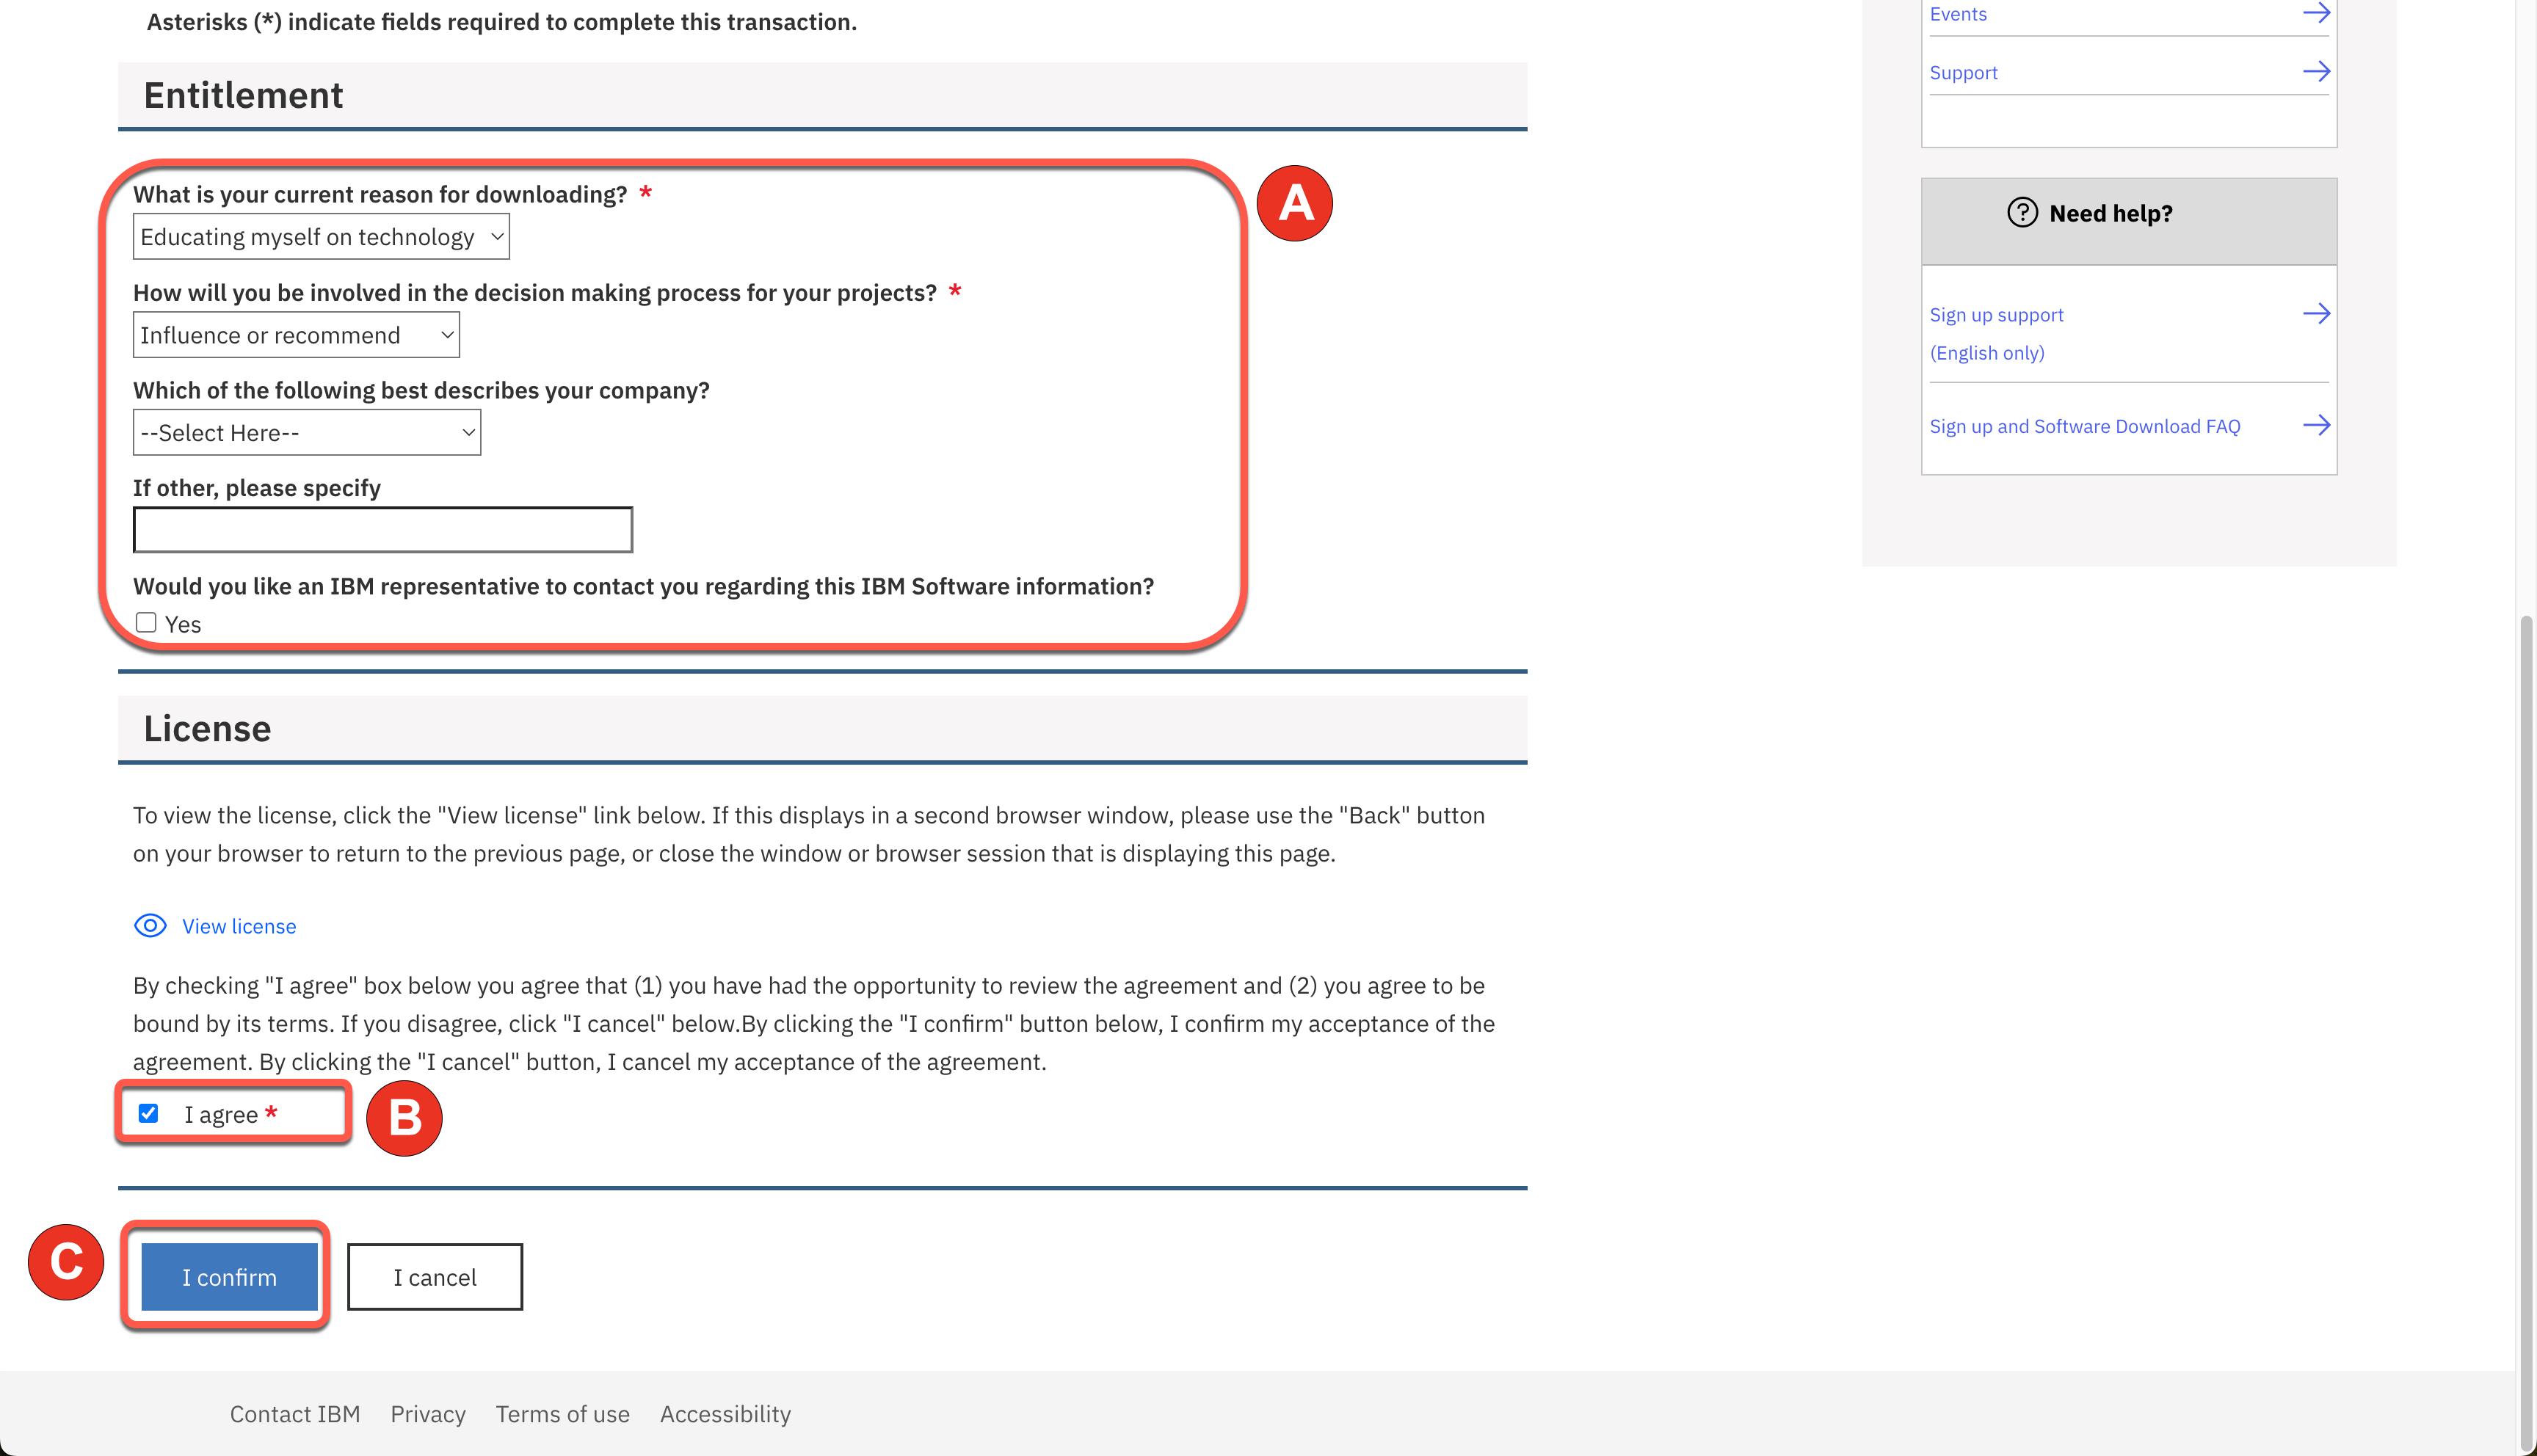 Asterisks (*) indicate fields required to complete this transaction.
Entitlement
What is your current reason for downloading? *
Educating myself on technology
How will you be involved in the decision making process for your projects? *
Influence or recommend
Which of the following best describes your company?
--Select Here--
If other, please specify
Would you like an IBM representative to contact you regarding this IBM Software information?
Yes
A
License
To view the license, click the "View license" link below. If this displays in a second browser window, please use the "Back" button
on your browser to return to the previous page, or close the window or browser session that is displaying this page.
View license
By checking "I agree" box below you agree that (1) you have had the opportunity to review the agreement and (2) you agree to be
bound by its terms. If you disagree, click "I cancel" below.By clicking the "I confirm" button below, I confirm my acceptance of the
agreement. By clicking the "I cancel" button, I cancel my acceptance of the agreement.
I agree *
B
C
I confirm
I cancel
Events
Support
Need help?
Sign up support
(English only)
Sign up and Software Download FAQ
Contact IBM Privacy Terms of use Accessibility